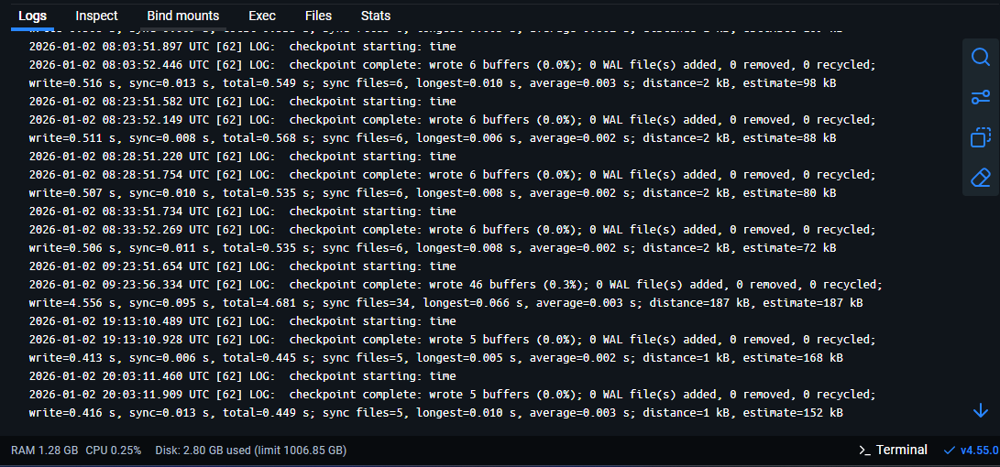 Logs Inspect Bind mounts Exec Files Stats
2026-01-02 08:03:51.897 UTC [62] LOG:  checkpoint starting: time
2026-01-02 08:03:52.446 UTC [62] LOG:  checkpoint complete: wrote 6 buffers (0.0%); 0 WAL file(s) added, 0 removed, 0 recycled;
write=0.516 s, sync=0.013 s, total=0.549 s; sync files=6, longest=0.010 s, average=0.003 s; distance=2 kB, estimate=98 kB
2026-01-02 08:23:51.582 UTC [62] LOG:  checkpoint starting: time
2026-01-02 08:23:52.149 UTC [62] LOG:  checkpoint complete: wrote 6 buffers (0.0%); 0 WAL file(s) added, 0 removed, 0 recycled;
write=0.511 s, sync=0.008 s, total=0.568 s; sync files=6, longest=0.006 s, average=0.002 s; distance=2 kB, estimate=88 kB
2026-01-02 08:28:51.220 UTC [62] LOG:  checkpoint starting: time
2026-01-02 08:28:51.754 UTC [62] LOG:  checkpoint complete: wrote 6 buffers (0.0%); 0 WAL file(s) added, 0 removed, 0 recycled;
write=0.507 s, sync=0.010 s, total=0.535 s; sync files=6, longest=0.008 s, average=0.002 s; distance=2 kB, estimate=80 kB
2026-01-02 08:33:51.734 UTC [62] LOG:  checkpoint starting: time
2026-01-02 08:33:52.269 UTC [62] LOG:  checkpoint complete: wrote 6 buffers (0.0%); 0 WAL file(s) added, 0 removed, 0 recycled;
write=0.506 s, sync=0.011 s, total=0.535 s; sync files=6, longest=0.008 s, average=0.002 s; distance=2 kB, estimate=72 kB
2026-01-02 09:23:51.654 UTC [62] LOG:  checkpoint starting: time
2026-01-02 09:23:56.334 UTC [62] LOG:  checkpoint complete: wrote 46 buffers (0.3%); 0 WAL file(s) added, 0 removed, 0 recycled;
write=4.556 s, sync=0.095 s, total=4.681 s; sync files=34, longest=0.066 s, average=0.003 s; distance=187 kB, estimate=187 kB
2026-01-02 19:13:10.489 UTC [62] LOG:  checkpoint starting: time
2026-01-02 19:13:10.928 UTC [62] LOG:  checkpoint complete: wrote 5 buffers (0.0%); 0 WAL file(s) added, 0 removed, 0 recycled;
write=0.413 s, sync=0.006 s, total=0.445 s; sync files=5, longest=0.005 s, average=0.002 s; distance=1 kB, estimate=168 kB
2026-01-02 20:03:11.460 UTC [62] LOG:  checkpoint starting: time
2026-01-02 20:03:11.909 UTC [62] LOG:  checkpoint complete: wrote 5 buffers (0.0%); 0 WAL file(s) added, 0 removed, 0 recycled;
write=0.416 s, sync=0.013 s, total=0.449 s; sync files=5, longest=0.010 s, average=0.003 s; distance=1 kB, estimate=152 kB
RAM 1.28 GB CPU 0.25% Disk: 2.80 GB used (limit 1006.85 GB) Terminal v4.55.0